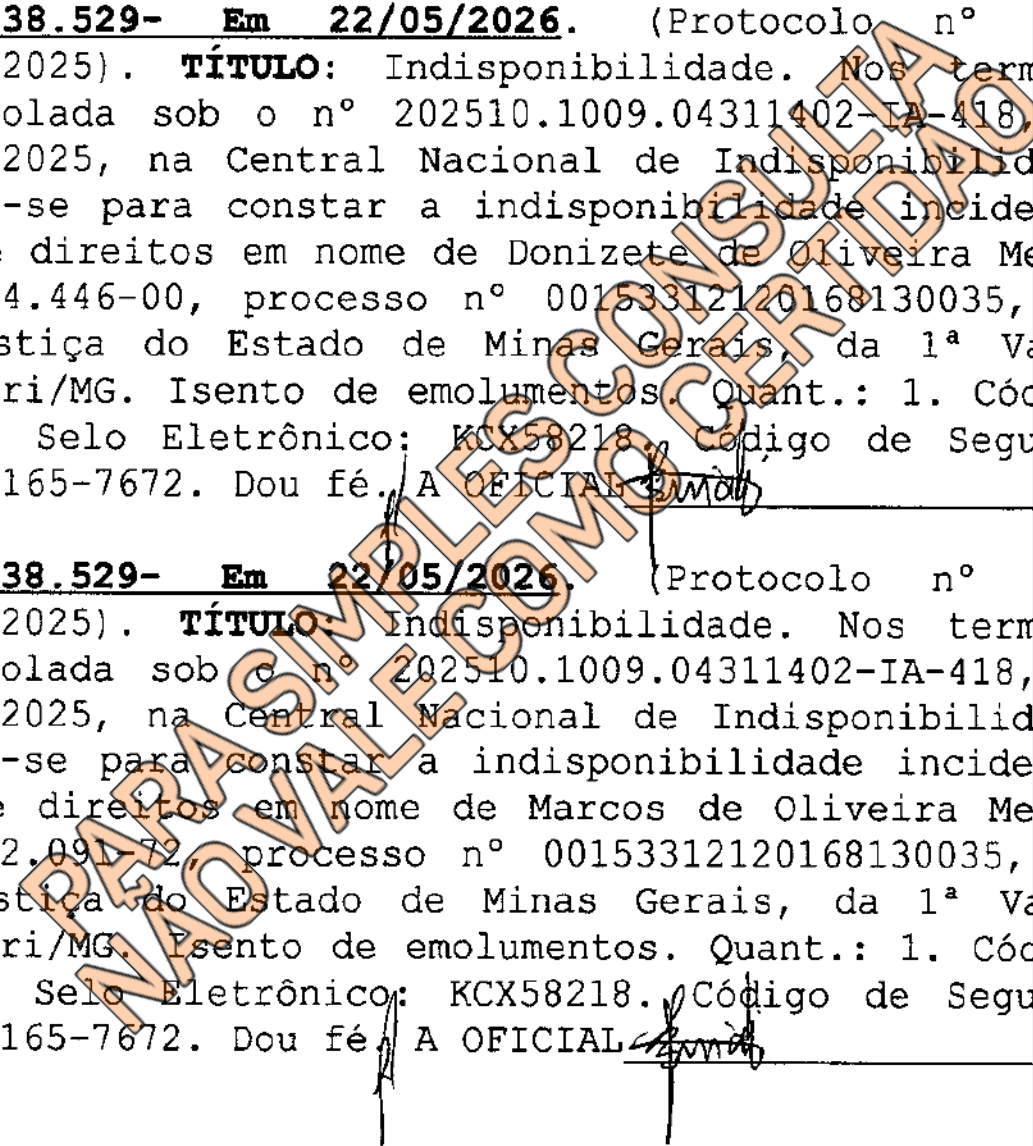 38.529- Em 22/05/2026. (Protocolo nº
2025). TÍTULO: Indisponibilidade. Nos term
olada sob o nº 202510.1009.04311402-IA-418,
2025, na Central Nacional de Indisponibilid
-se para constar a indisponibilidade incide
e direitos em nome de Donizete de Oliveira Me
4.446-00, processo nº 00153312120168130035,
stiça do Estado de Minas Gerais, da 1ª Va
ri/MG. Isento de emolumentos. Quant.: 1. Cód
Selo Eletrônico: KCX58218. Código de Segu
165-7672. Dou fé. A OFICIAL
38.529- Em 22/05/2026. (Protocolo nº
2025). TÍTULO: Indisponibilidade. Nos term
olada sob o nº 202510.1009.04311402-IA-418,
2025, na Central Nacional de Indisponibilid
-se para constar a indisponibilidade incide
e direitos em nome de Marcos de Oliveira Me
2.091-72, processo nº 00153312120168130035,
stiça do Estado de Minas Gerais, da 1ª Va
ri/MG. Isento de emolumentos. Quant.: 1. Cód
Selo Eletrônico: KCX58218. Código de Segu
165-7672. Dou fé. A OFICIAL
PARA SIMPLES CONSULTA
NÃO VALE COMO CERTIDÃO